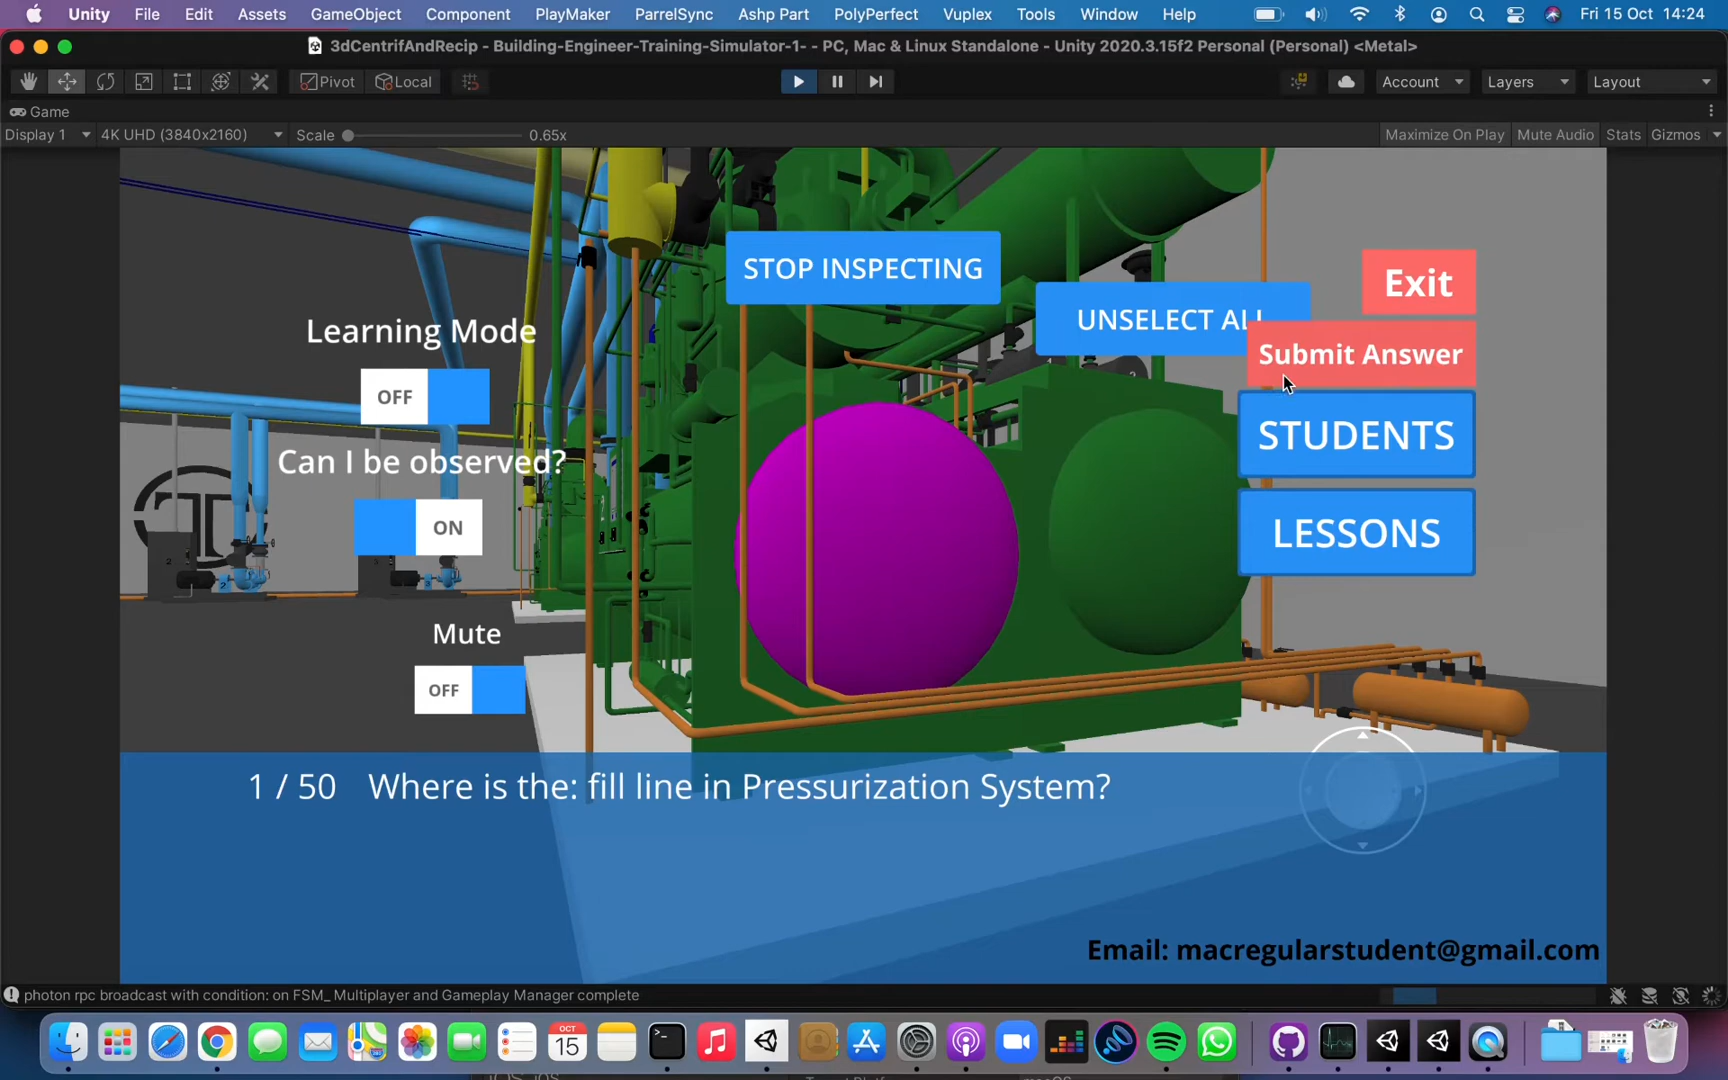 Unity File Edit Assets GameObject Component PlayMaker ParrelSync Ashp Part PolyPerfect Vuplex Tools Window Help Fri 15 Oct 14:24
3dCentrifAndRecip - Building-Engineer-Training-Simulator-1- - PC, Mac & Linux Standalone - Unity 2020.3.15f2 Personal (Personal) <Metal>
Pivot Local Account Layers Layout
Game
Display 1 4K UHD (3840x2160) Scale 0.65x Maximize On Play Mute Audio Stats Gizmos
STOP INSPECTING
Exit
UNSELECT ALL
Learning Mode
Submit Answer
OFF
STUDENTS
Can I be observed?
ON
LESSONS
Mute
OFF
1 / 50 Where is the: fill line in Pressurization System?
Email: macregularstudent@gmail.com
photon rpc broadcast with condition: on FSM_ Multiplayer and Gameplay Manager complete
OCT
15